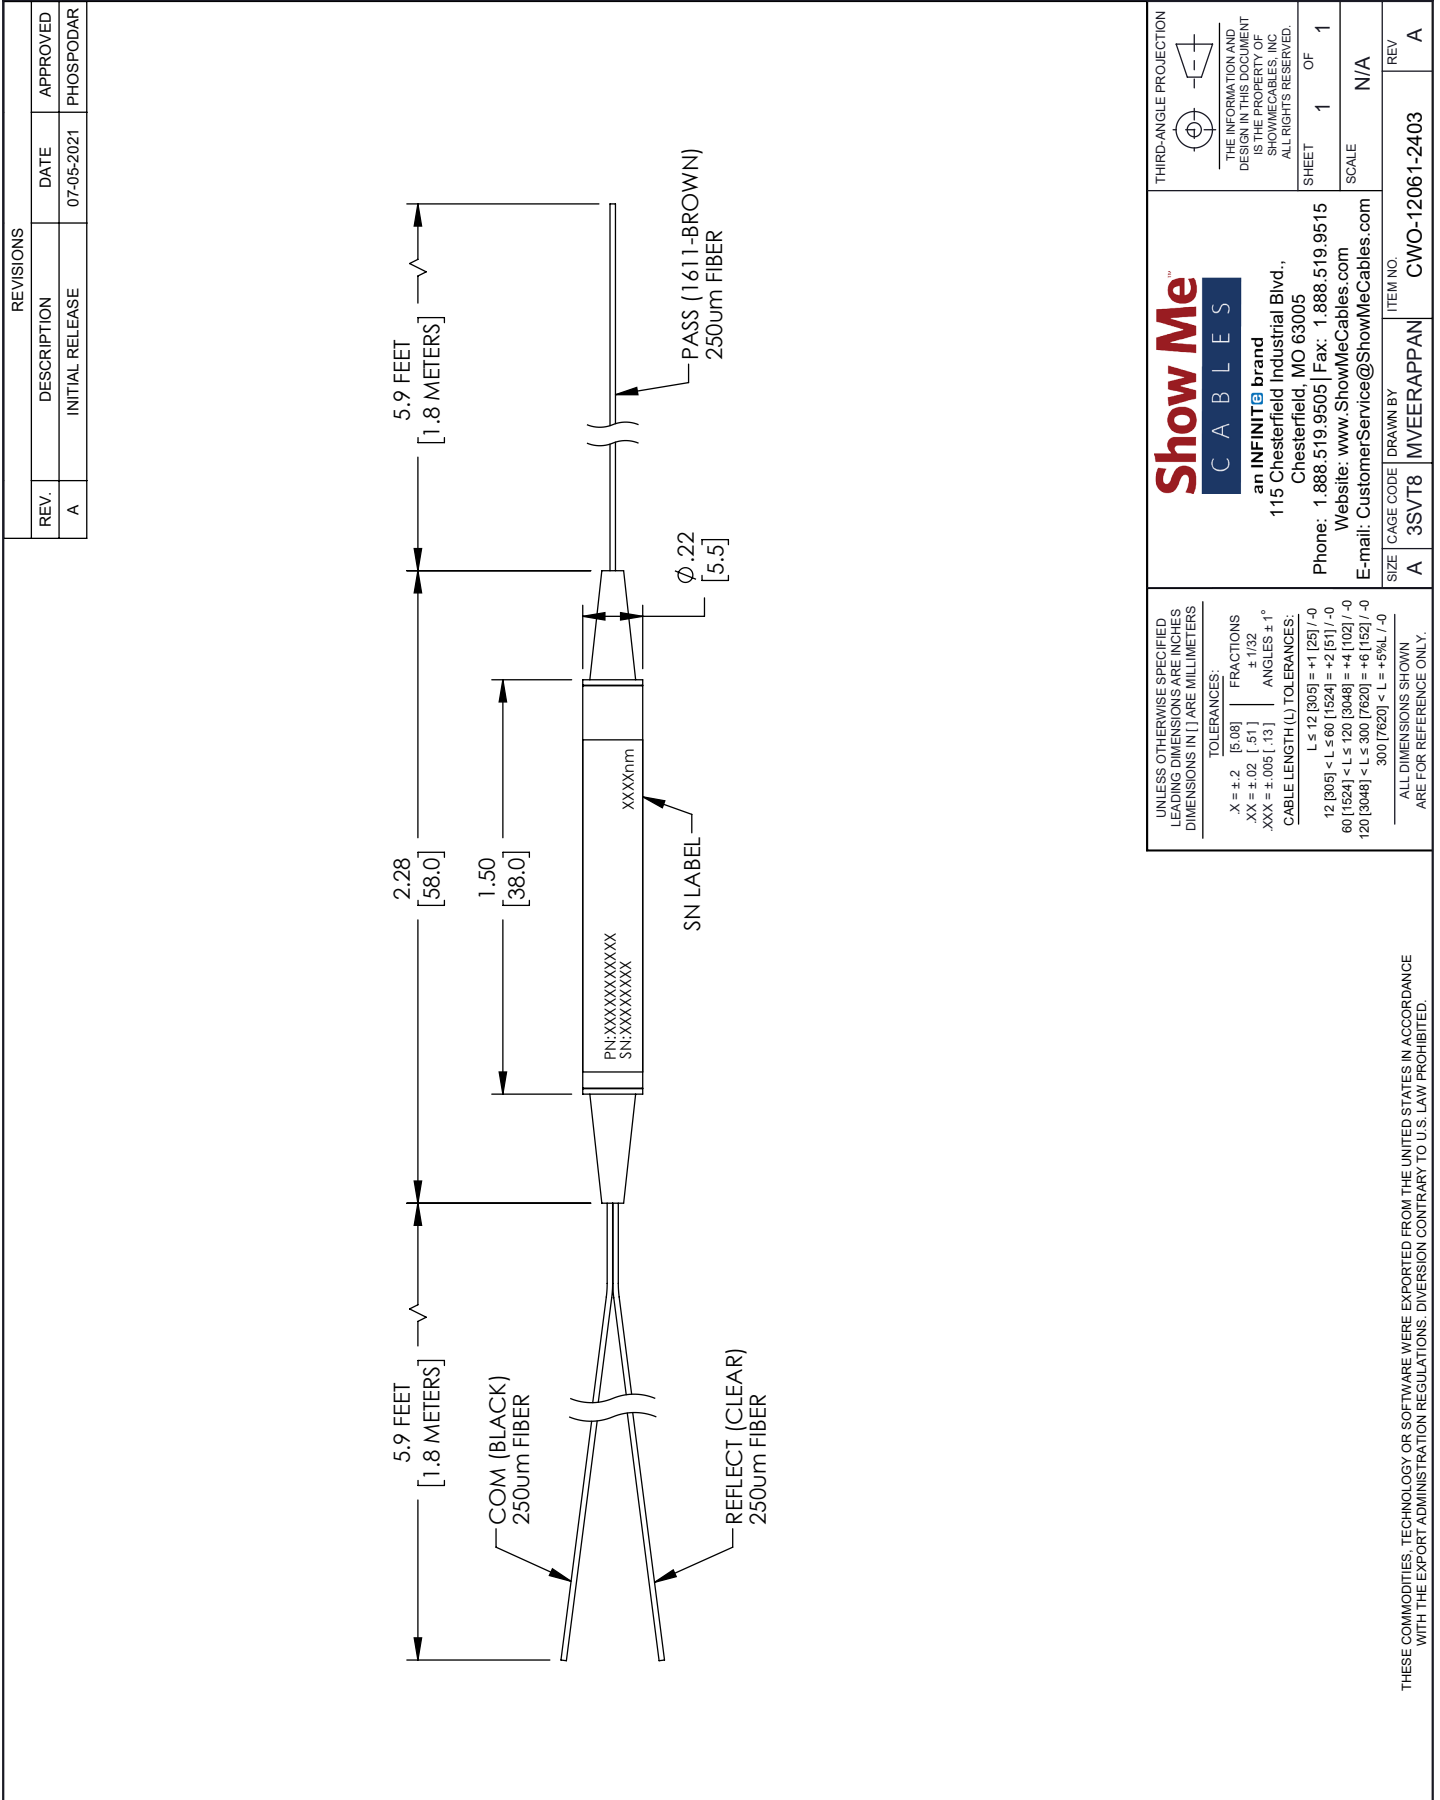 REVISIONS
REV. DESCRIPTION DATE APPROVED
A INITIAL RELEASE 07-05-2021 PHOSPODAR
5.9 FEET
[1.8 METERS]
2.28
[58.0]
5.9 FEET
[1.8 METERS]
1.50
[38.0]
COM (BLACK)
250um FIBER
PN:XXXXXXXXXX
SN:XXXXXXXX
XXXXnm
Ø.22
[5.5]
PASS (1611-BROWN)
250um FIBER
SN LABEL
REFLECT (CLEAR)
250um FIBER
UNLESS OTHERWISE SPECIFIED
LEADING DIMENSIONS ARE INCHES
DIMENSIONS IN [ ] ARE MILLIMETERS
TOLERANCES:
.X = ±.2 [5.08] FRACTIONS
.XX = ±.02 [ .51 ] ± 1/32
.XXX = ±.005 [ .13 ] ANGLES ± 1°
CABLE LENGTH (L) TOLERANCES:
L ≤ 12 [305] = +1 [25] / -0
12 [305] < L ≤ 60 [1524] = +2 [51] / -0
60 [1524] < L ≤ 120 [3048] = +4 [102] / -0
120 [3048] < L ≤ 300 [7620] = +6 [152] / -0
300 [7620] < L = +5%L / -0
ALL DIMENSIONS SHOWN
ARE FOR REFERENCE ONLY.
Show Me™
CABLES
an INFINITe brand
115 Chesterfield Industrial Blvd.,
Chesterfield, MO 63005
Phone: 1.888.519.9505 | Fax: 1.888.519.9515
Website: www.ShowMeCables.com
E-mail: CustomerService@ShowMeCables.com
THIRD-ANGLE PROJECTION
THE INFORMATION AND
DESIGN IN THIS DOCUMENT
IS THE PROPERTY OF
SHOWMECABLES, INC
ALL RIGHTS RESERVED.
SHEET 1 OF 1
SCALE N/A
SIZE CAGE CODE DRAWN BY ITEM NO. REV
A 3SVT8 MVEERAPPAN CWO-12061-2403 A
THESE COMMODITIES, TECHNOLOGY OR SOFTWARE WERE EXPORTED FROM THE UNITED STATES IN ACCORDANCE
WITH THE EXPORT ADMINISTRATION REGULATIONS. DIVERSION CONTRARY TO U.S. LAW PROHIBITED.